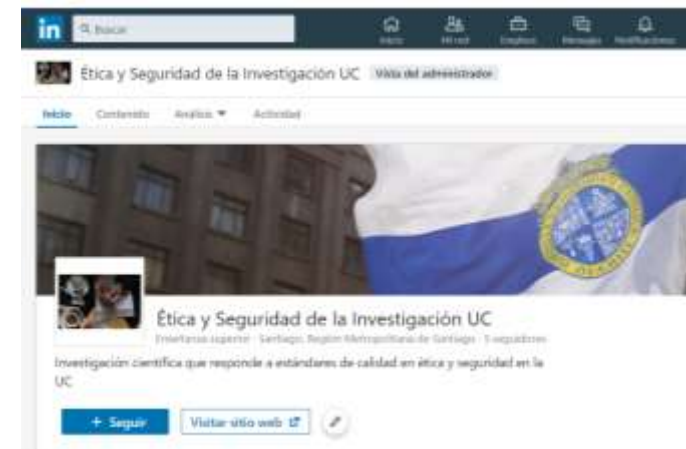 in Buscar
Inicio Mi red Empleos Mensajes Notificaciones
Ética y Seguridad de la Investigación UC Vista del administrador
Inicio Contenido Análisis Actividad
Ética y Seguridad de la Investigación UC
Enseñanza superior · Santiago, Región Metropolitana de Santiago · 5 seguidores
Investigación científica que responde a estándares de calidad en ética y seguridad en la
UC
+ Seguir Visitar sitio web